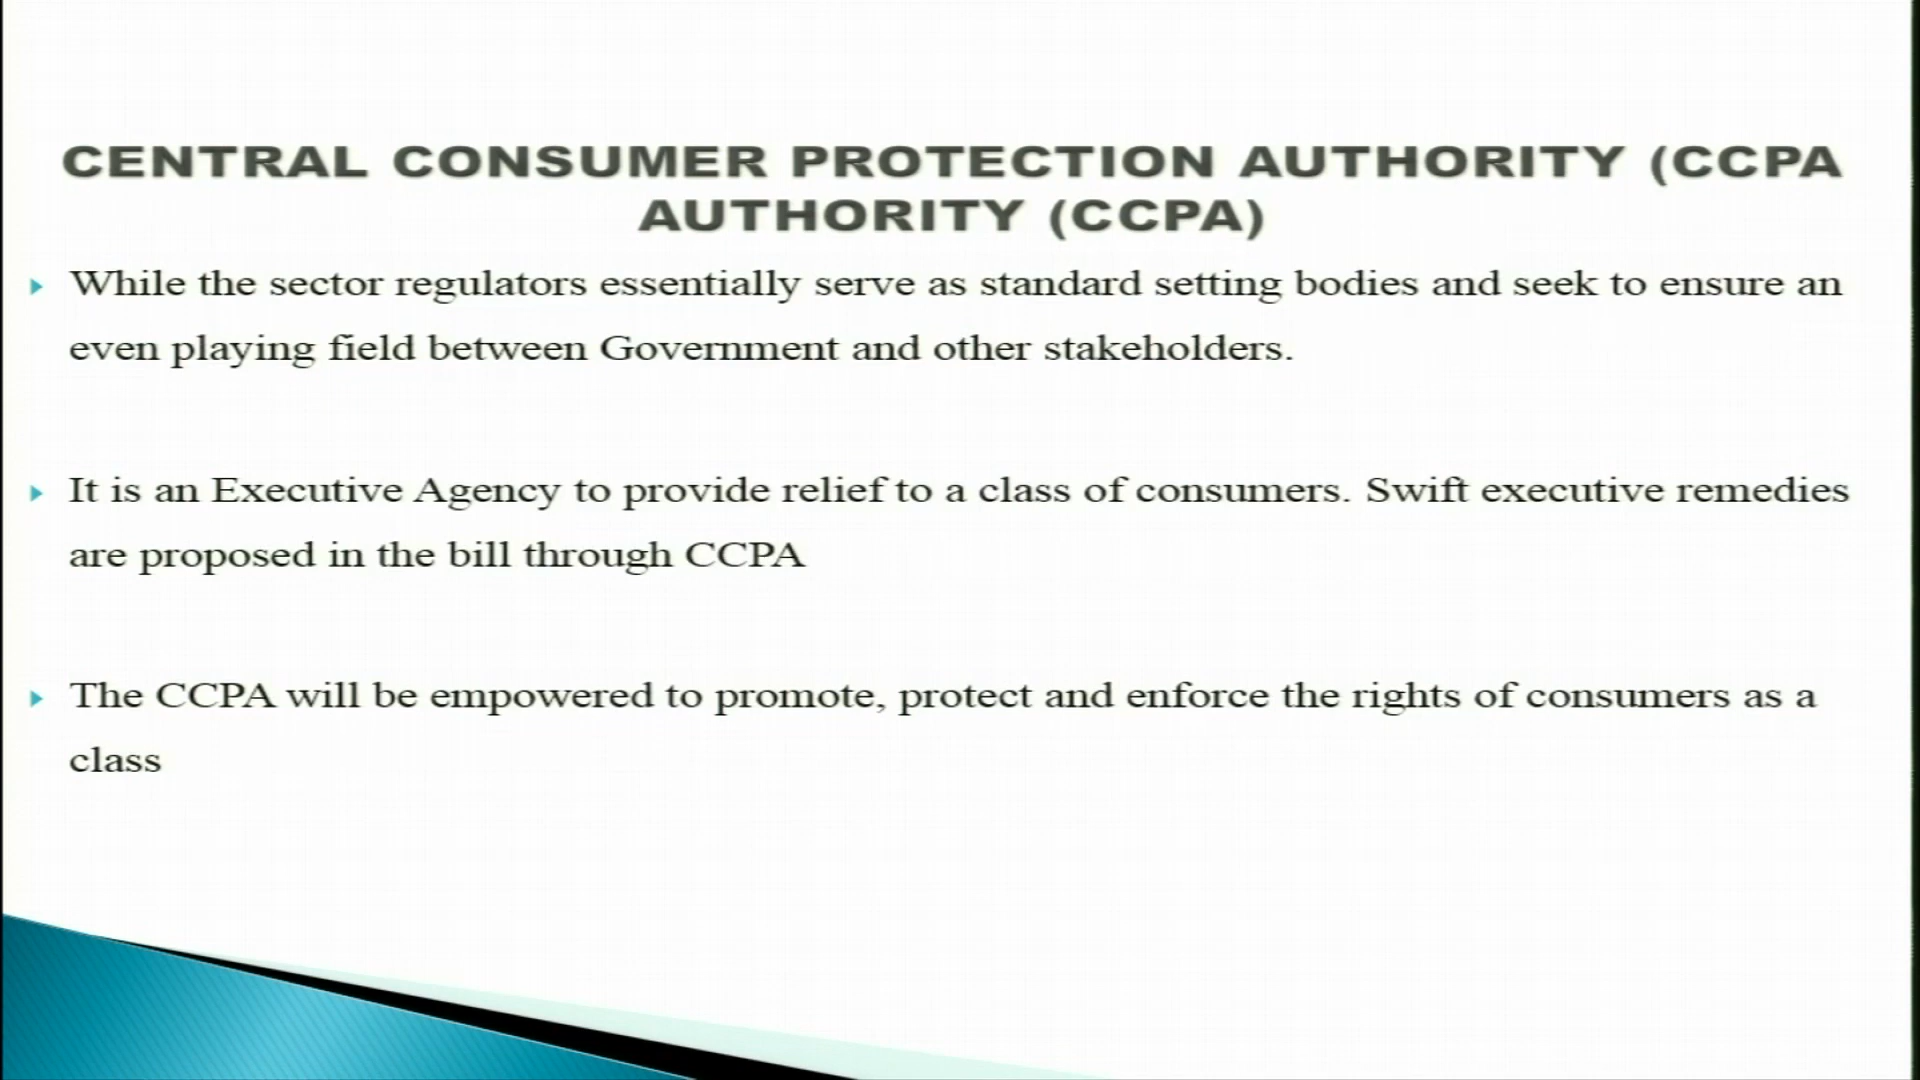 CENTRAL CONSUMER PROTECTION AUTHORITY (CCPA
AUTHORITY (CCPA)
While the sector regulators essentially serve as standard setting bodies and seek to ensure an
even playing field between Government and other stakeholders.
It is an Executive Agency to provide relief to a class of consumers. Swift executive remedies
are proposed in the bill through CCPA
The CCPA will be empowered to promote, protect and enforce the rights of consumers as a
class